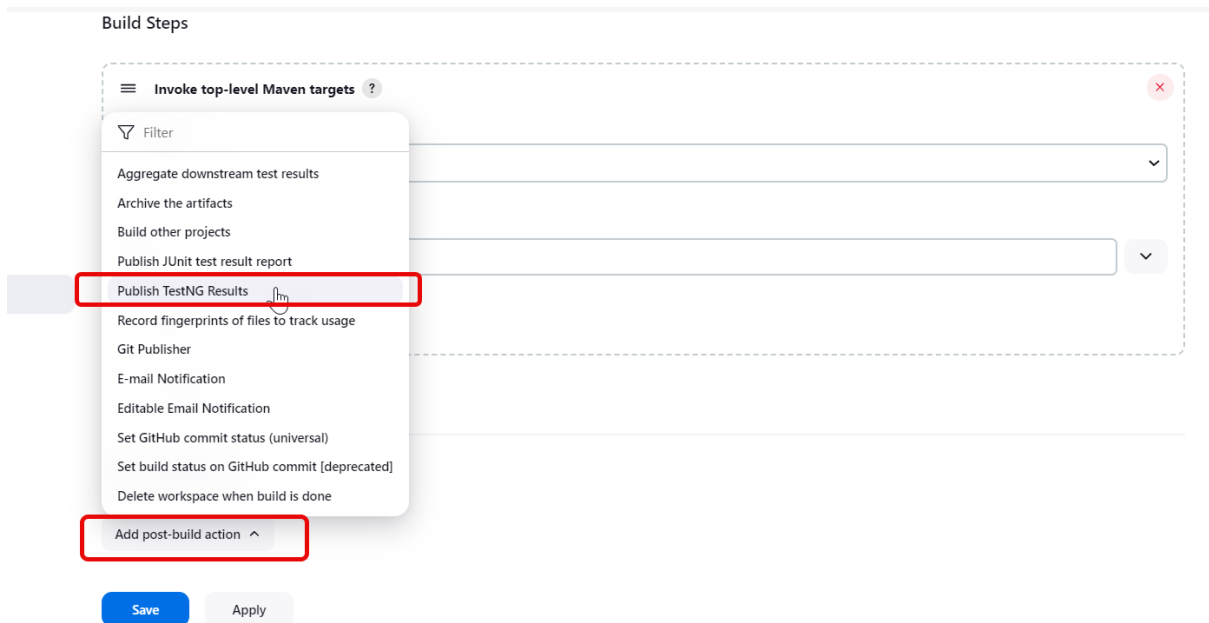 Build Steps
Invoke top-level Maven targets ?
Filter
Aggregate downstream test results
Archive the artifacts
Build other projects
Publish JUnit test result report
Publish TestNG Results
Record fingerprints of files to track usage
Git Publisher
E-mail Notification
Editable Email Notification
Set GitHub commit status (universal)
Set build status on GitHub commit [deprecated]
Delete workspace when build is done
Add post-build action
Save Apply